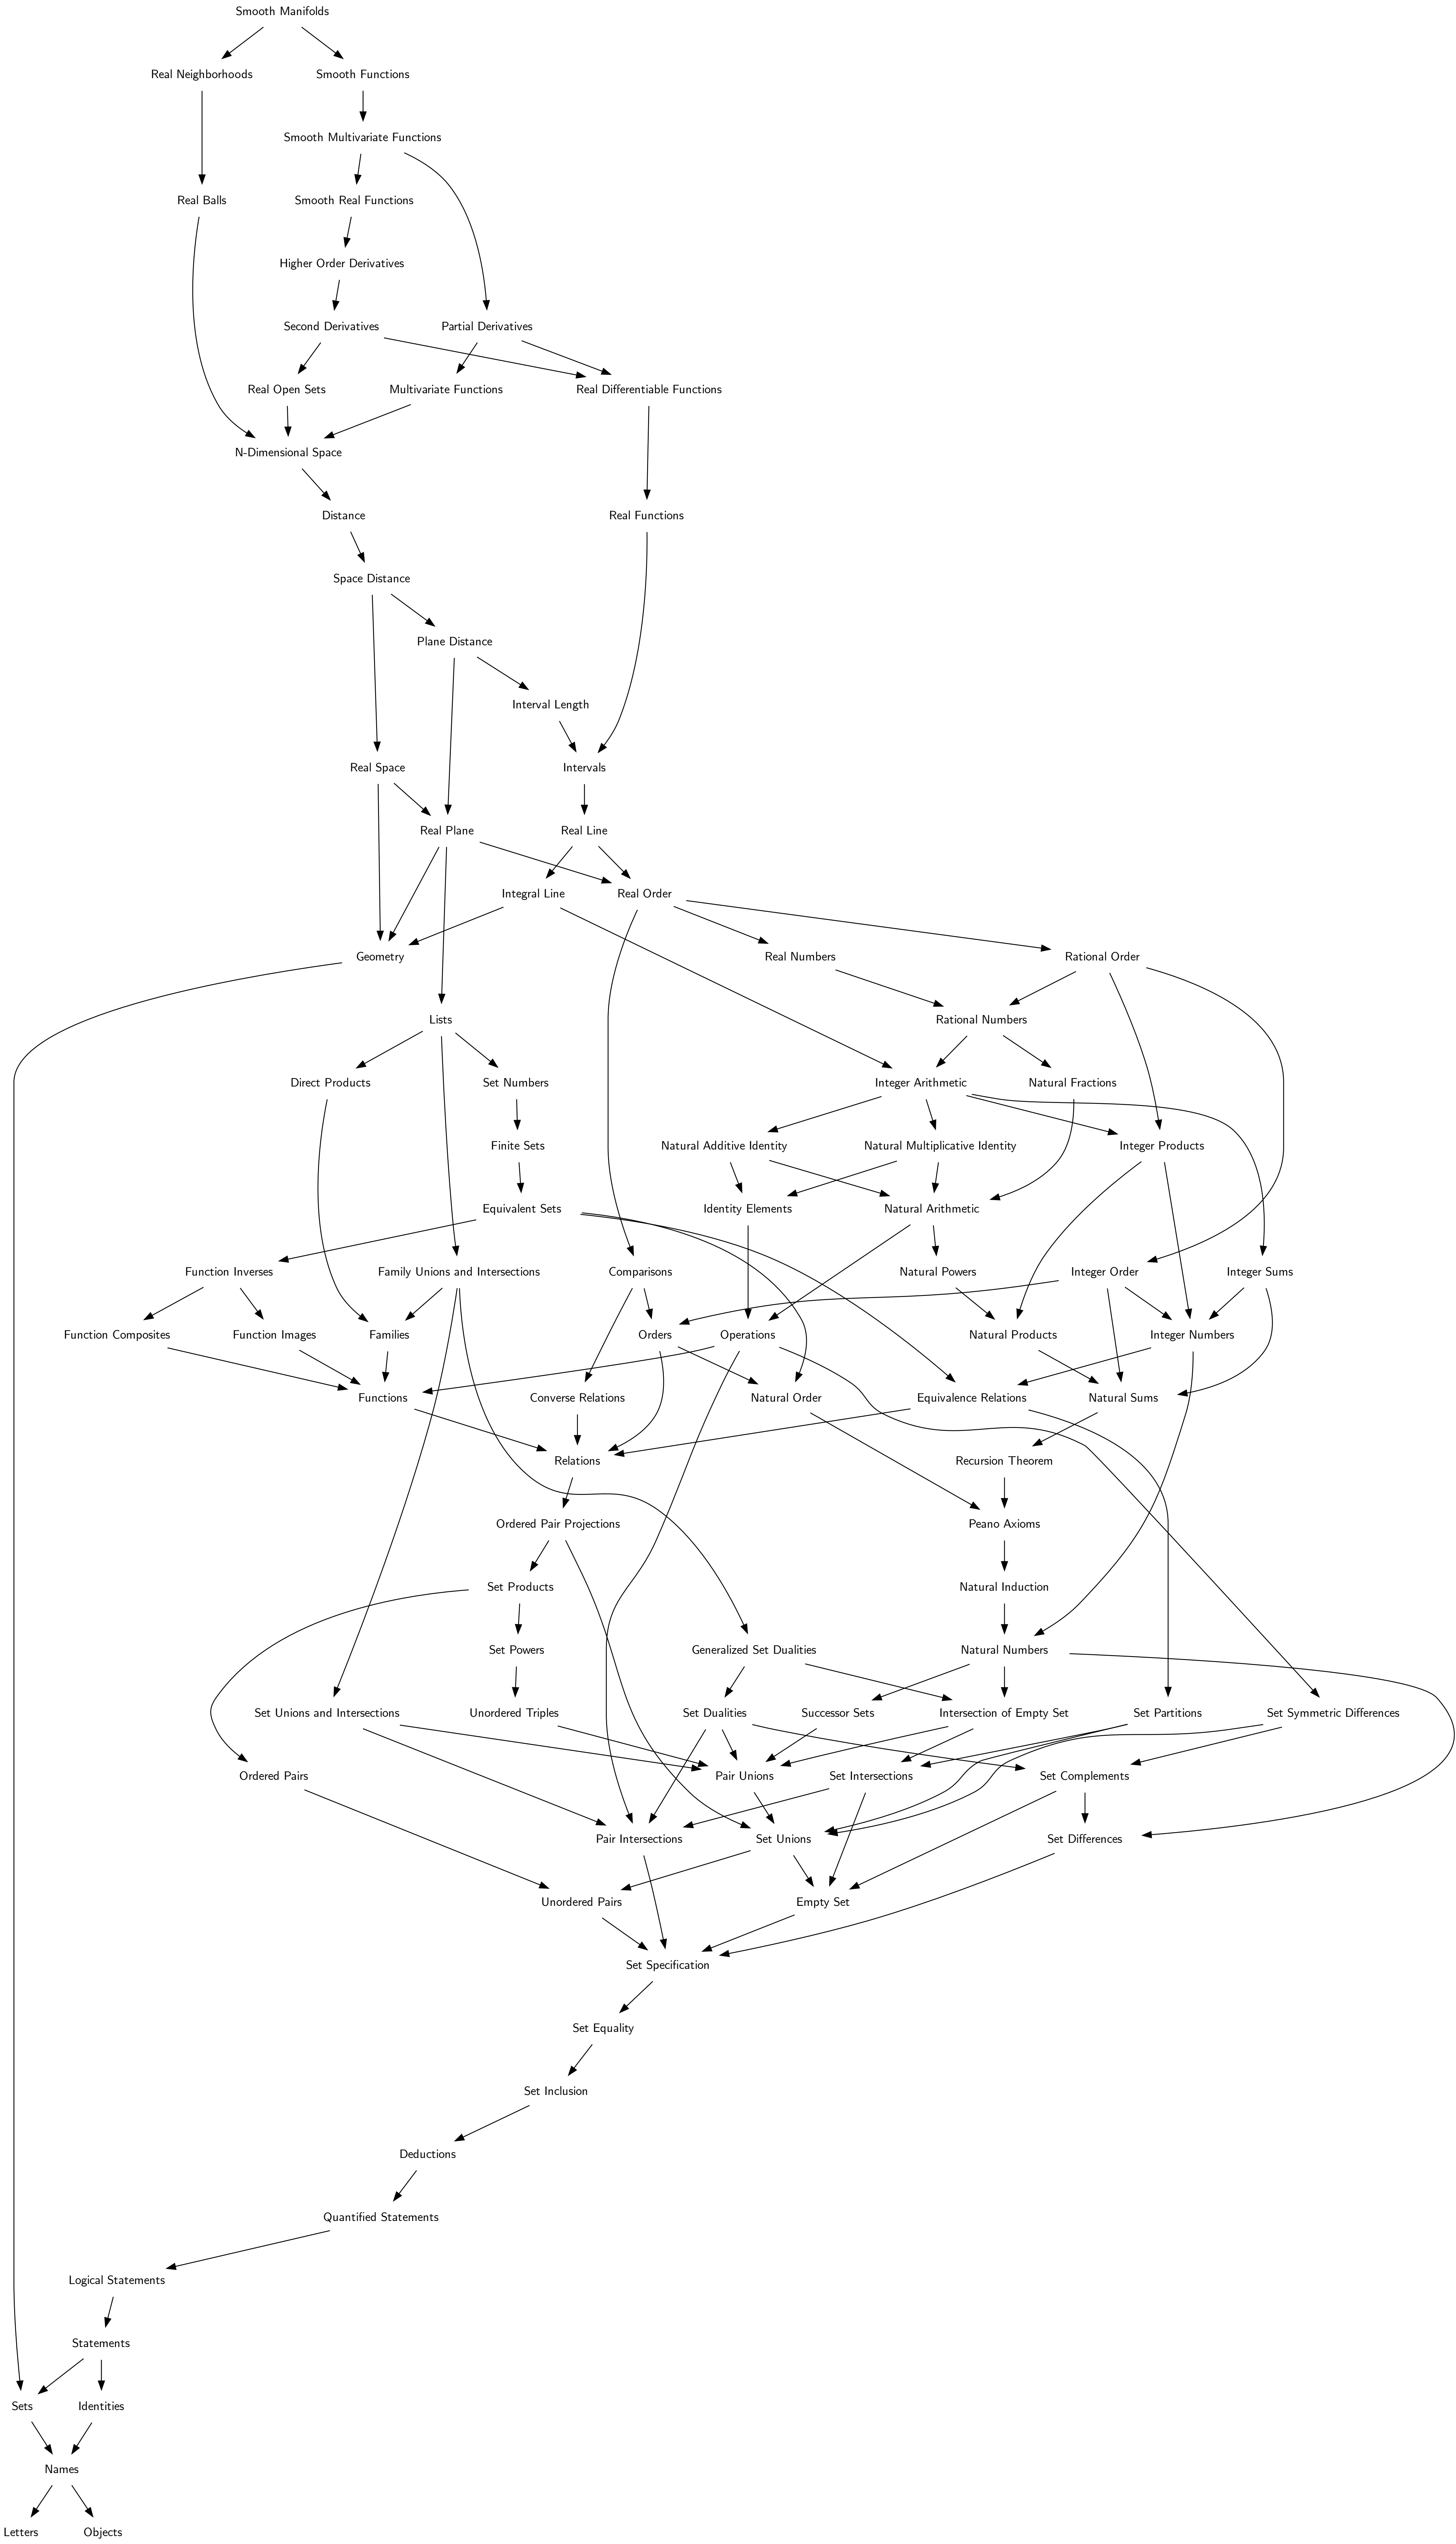 Smooth Manifolds
Real Neighborhoods
Smooth Functions
Smooth Multivariate Functions
Real Balls
Smooth Real Functions
Higher Order Derivatives
Second Derivatives
Partial Derivatives
Real Open Sets
Multivariate Functions
Real Differentiable Functions
N-Dimensional Space
Distance
Real Functions
Space Distance
Plane Distance
Interval Length
Real Space
Intervals
Real Plane
Real Line
Integral Line
Real Order
Geometry
Real Numbers
Rational Order
Lists
Rational Numbers
Direct Products
Set Numbers
Integer Arithmetic
Natural Fractions
Finite Sets
Natural Additive Identity
Natural Multiplicative Identity
Integer Products
Equivalent Sets
Identity Elements
Natural Arithmetic
Function Inverses
Family Unions and Intersections
Comparisons
Natural Powers
Integer Order
Integer Sums
Function Composites
Function Images
Families
Orders
Operations
Natural Products
Integer Numbers
Functions
Converse Relations
Natural Order
Equivalence Relations
Natural Sums
Relations
Recursion Theorem
Ordered Pair Projections
Peano Axioms
Set Products
Natural Induction
Set Powers
Generalized Set Dualities
Natural Numbers
Set Unions and Intersections
Unordered Triples
Set Dualities
Successor Sets
Intersection of Empty Set
Set Partitions
Set Symmetric Differences
Ordered Pairs
Pair Unions
Set Intersections
Set Complements
Pair Intersections
Set Unions
Set Differences
Unordered Pairs
Empty Set
Set Specification
Set Equality
Set Inclusion
Deductions
Quantified Statements
Logical Statements
Statements
Sets
Identities
Names
Letters
Objects